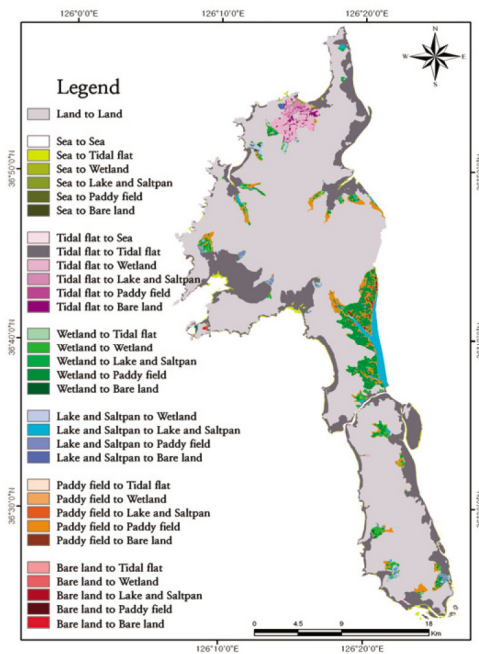 126°0'0"E 126°10'0"E 126°20'0"E
N
W E
S
Legend
Land to Land
Sea to Sea
Sea to Tidal flat
Sea to Wetland
Sea to Lake and Saltpan
Sea to Paddy field
Sea to Bare land
36°50'0"N
Tidal flat to Sea
Tidal flat to Tidal flat
Tidal flat to Wetland
Tidal flat to Lake and Saltpan
Tidal flat to Paddy field
Tidal flat to Bare land
36°40'0"N
Wetland to Tidal flat
Wetland to Wetland
Wetland to Lake and Saltpan
Wetland to Paddy field
Wetland to Bare land
Lake and Saltpan to Wetland
Lake and Saltpan to Lake and Saltpan
Lake and Saltpan to Paddy field
Lake and Saltpan to Bare land
36°30'0"N
Paddy field to Tidal flat
Paddy field to Wetland
Paddy field to Lake and Saltpan
Paddy field to Paddy field
Paddy field to Bare land
Bare land to Tidal flat
Bare land to Wetland
Bare land to Lake and Saltpan
Bare land to Paddy field
Bare land to Bare land
0 4.5 9 18
Km
126°10'0"E 126°20'0"E